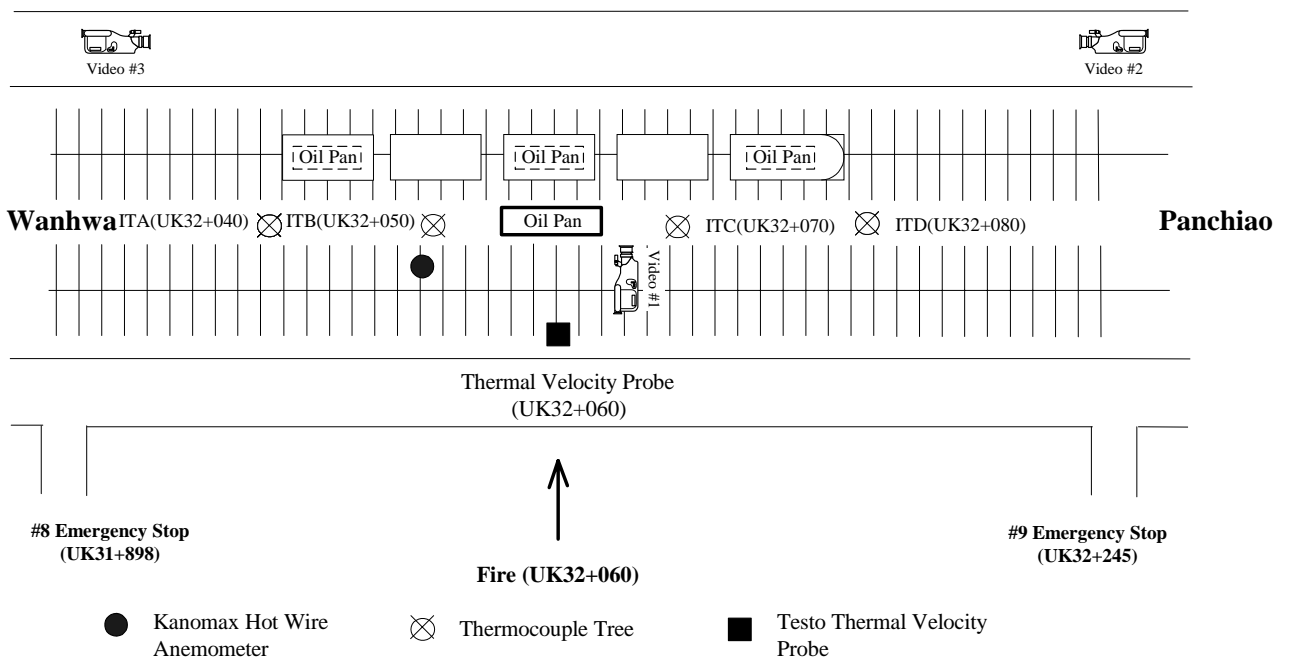 Video #3
Video #2
Oil Pan
Oil Pan
Oil Pan
Wanhwa
ITA(UK32+040)
ITB(UK32+050)
Oil Pan
ITC(UK32+070)
ITD(UK32+080)
Panchiao
Video #1
Thermal Velocity Probe
(UK32+060)
#8 Emergency Stop
(UK31+898)
#9 Emergency Stop
(UK32+245)
Fire (UK32+060)
Kanomax Hot Wire
Anemometer
Thermocouple Tree
Testo Thermal Velocity
Probe